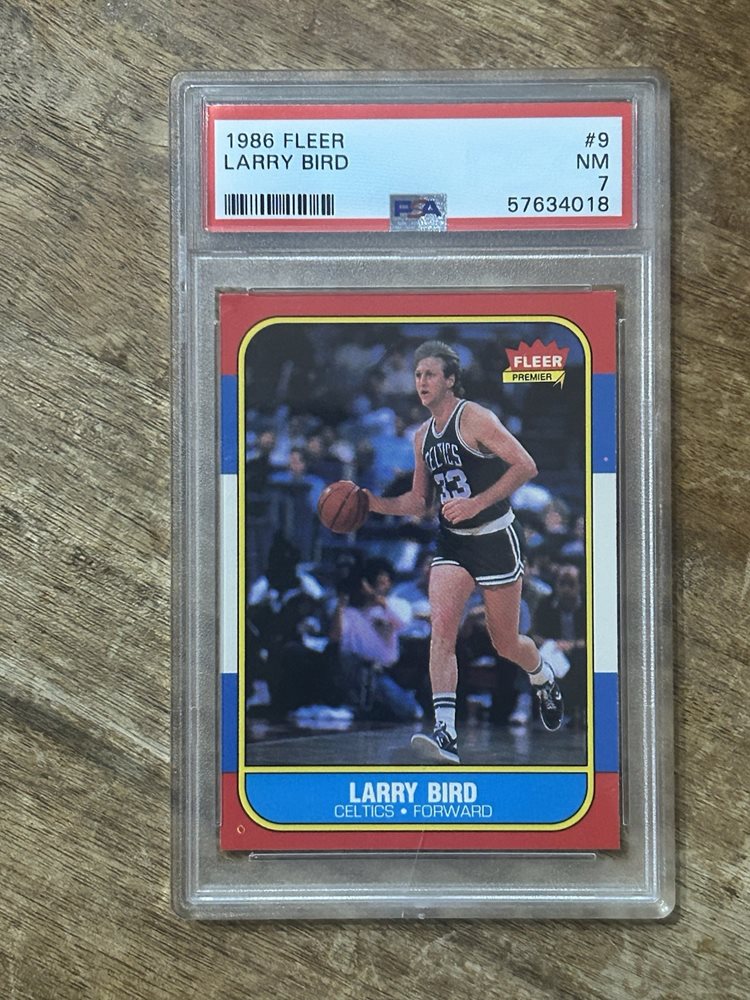 1986 FLEER #9
LARRY BIRD NM
7
PSA 57634018
FLEER
PREMIER
CELTICS
33
LARRY BIRD
CELTICS • FORWARD